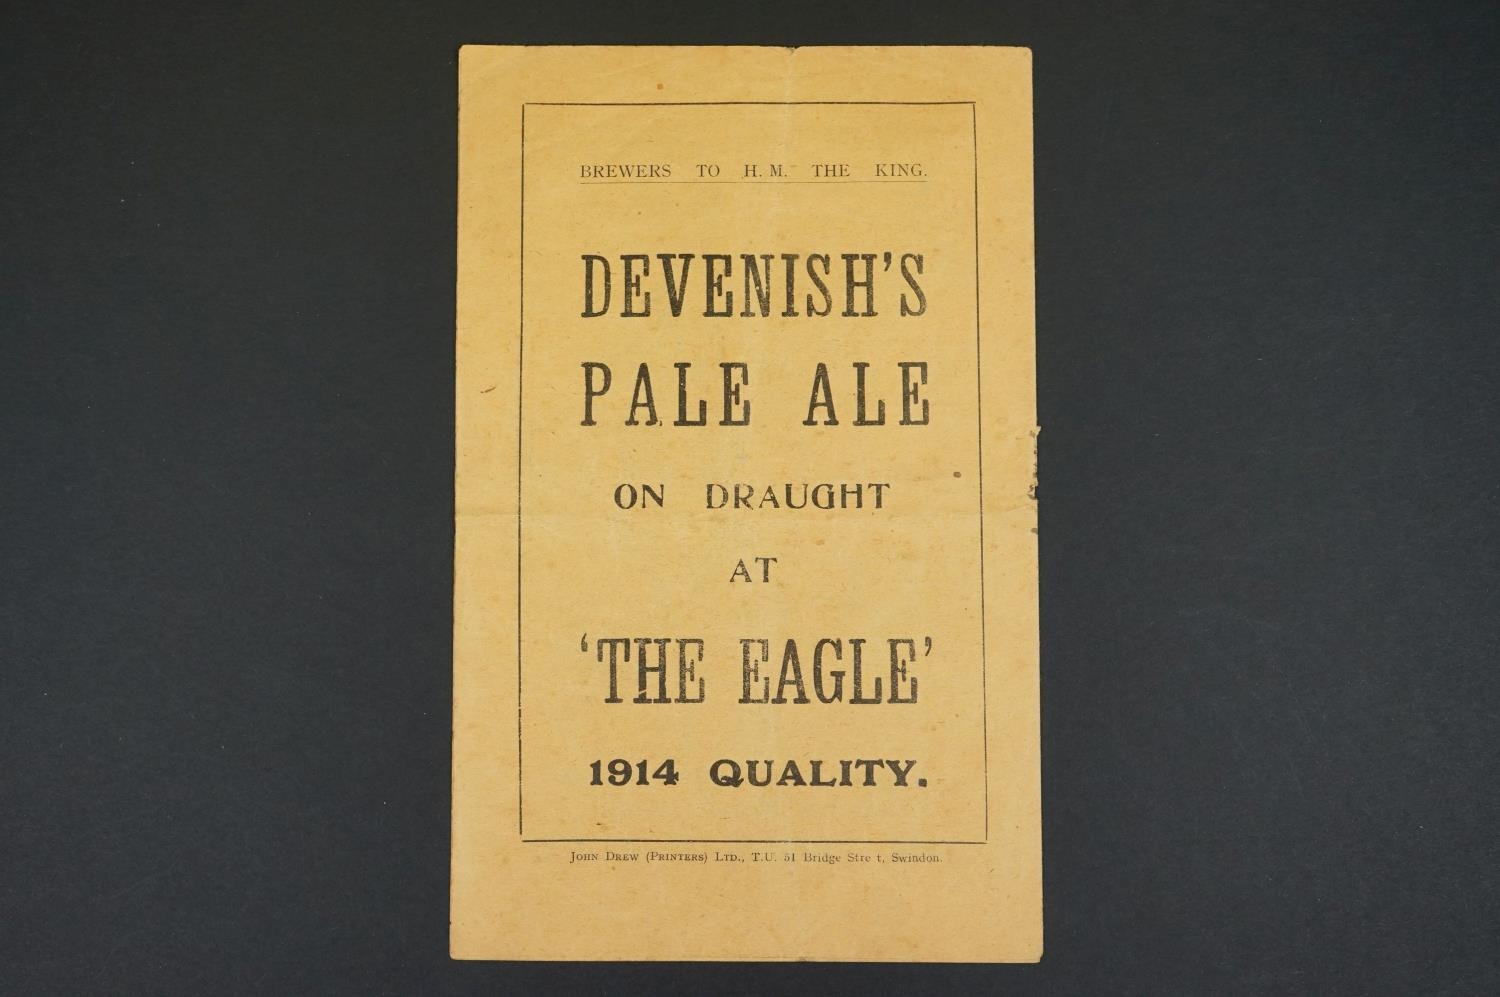 BREWERS TO H. M. THE KING.
DEVENISH'S
PALE ALE
ON DRAUGHT
AT
'THE EAGLE'
1914 QUALITY.
JOHN DREW (PRINTERS) LTD., T.U. 51 Bridge Stre t, Swindon.